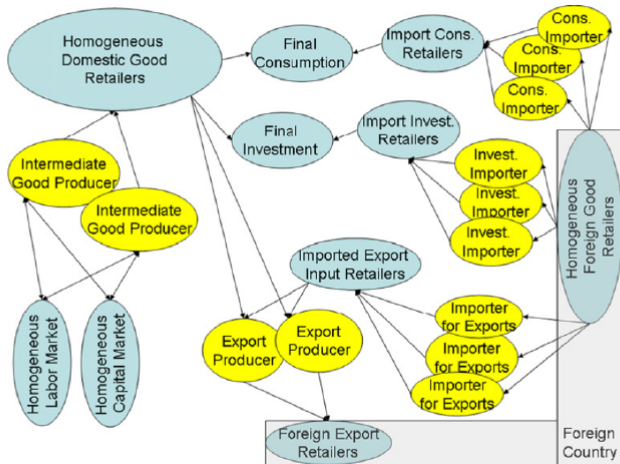 Homogeneous
Domestic Good
Retailers
Final
Consumption
Import Cons.
Retailers
Cons.
Importer
Cons.
Importer
Cons.
Importer
Final
Investment
Import Invest.
Retailers
Intermediate
Good Producer
Intermediate
Good Producer
Invest.
Importer
Invest.
Importer
Invest.
Importer
Homogeneous
Foreign Good
Retailers
Imported Export
Input Retailers
Homogeneous
Labor Market
Homogeneous
Capital Market
Export
Producer
Export
Producer
Importer
for Exports
Importer
for Exports
Importer
for Exports
Foreign Export
Retailers
Foreign
Country